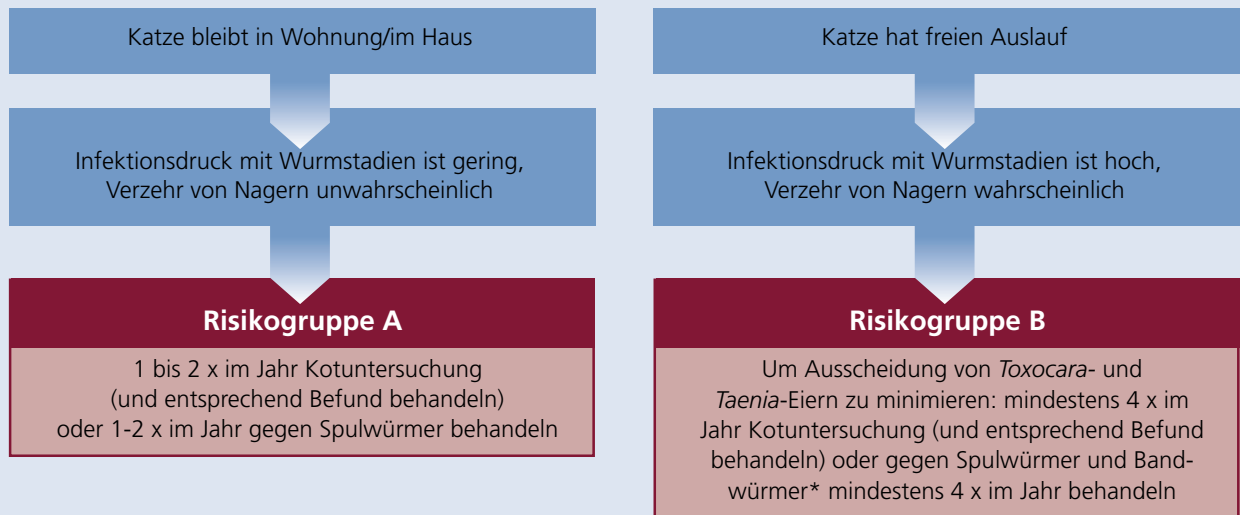 Katze bleibt in Wohnung/im Haus
Infektionsdruck mit Wurmstadien ist gering,
Verzehr von Nagern unwahrscheinlich
Risikogruppe A
1 bis 2 x im Jahr Kotuntersuchung
(und entsprechend Befund behandeln)
oder 1-2 x im Jahr gegen Spulwürmer behandeln
Katze hat freien Auslauf
Infektionsdruck mit Wurmstadien ist hoch,
Verzehr von Nagern wahrscheinlich
Risikogruppe B
Um Ausscheidung von Toxocara- und
Taenia-Eiern zu minimieren: mindestens 4 x im
Jahr Kotuntersuchung (und entsprechend Befund
behandeln) oder gegen Spulwürmer und Band-
würmer* mindestens 4 x im Jahr behandeln